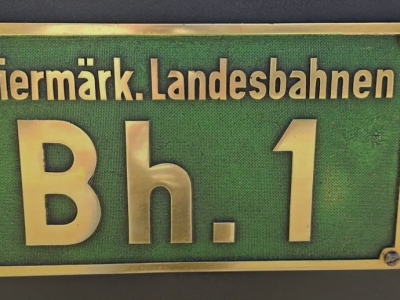 iermärk. Landesbahnen
Bh. 1